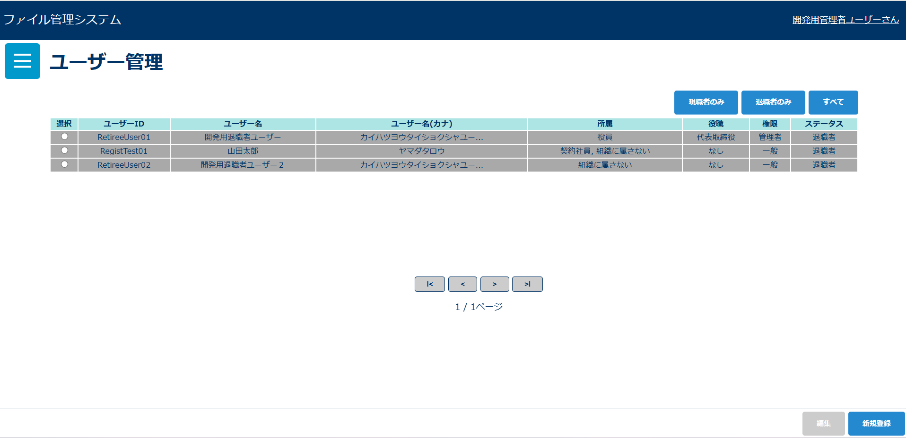 ファイル管理システム 開発用管理者ユーザーさん
ユーザー管理
現職者のみ 退職者のみ すべて
選択 ユーザーID ユーザー名 ユーザー名(カナ) 所属 役職 権限 ステータス
RetireeUser01 開発用退職者ユーザー カイハツヨウタイショクシャユー... 役員 代表取締役 管理者 退職者
RegistTest01 山田太郎 ヤマダタロウ 契約社員, 組織に属さない なし 一般 退職者
RetireeUser02 開発用退職者ユーザー2 カイハツヨウタイショクシャユー... 組織に属さない なし 一般 退職者
|< < > >|
1 / 1ページ
編集 新規登録